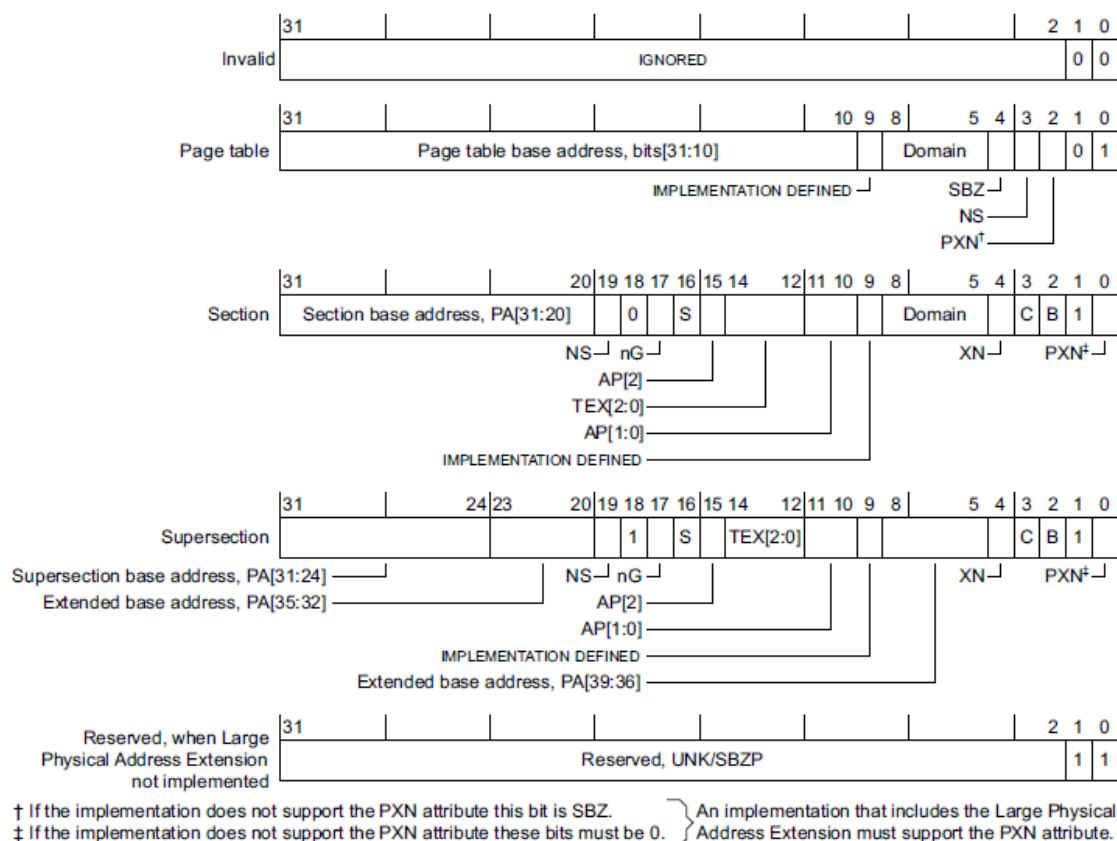 31 2 1 0
Invalid IGNORED 0 0
31 10 9 8 5 4 3 2 1 0
Page table Page table base address, bits[31:10] Domain 0 1
IMPLEMENTATION DEFINED SBZ
NS
PXN†
31 20 19 18 17 16 15 14 12 11 10 9 8 5 4 3 2 1 0
Section Section base address, PA[31:20] 0 S Domain C B 1
NS nG XN PXN‡
AP[2]
TEX[2:0]
AP[1:0]
IMPLEMENTATION DEFINED
31 24 23 20 19 18 17 16 15 14 12 11 10 9 8 5 4 3 2 1 0
Supersection 1 S TEX[2:0] C B 1
Supersection base address, PA[31:24] NS nG XN PXN‡
Extended base address, PA[35:32] AP[2]
AP[1:0]
IMPLEMENTATION DEFINED
Extended base address, PA[39:36]
31 2 1 0
Reserved, when Large
Physical Address Extension Reserved, UNK/SBZP 1 1
not implemented
† If the implementation does not support the PXN attribute this bit is SBZ. An implementation that includes the Large Physical
‡ If the implementation does not support the PXN attribute these bits must be 0. Address Extension must support the PXN attribute.